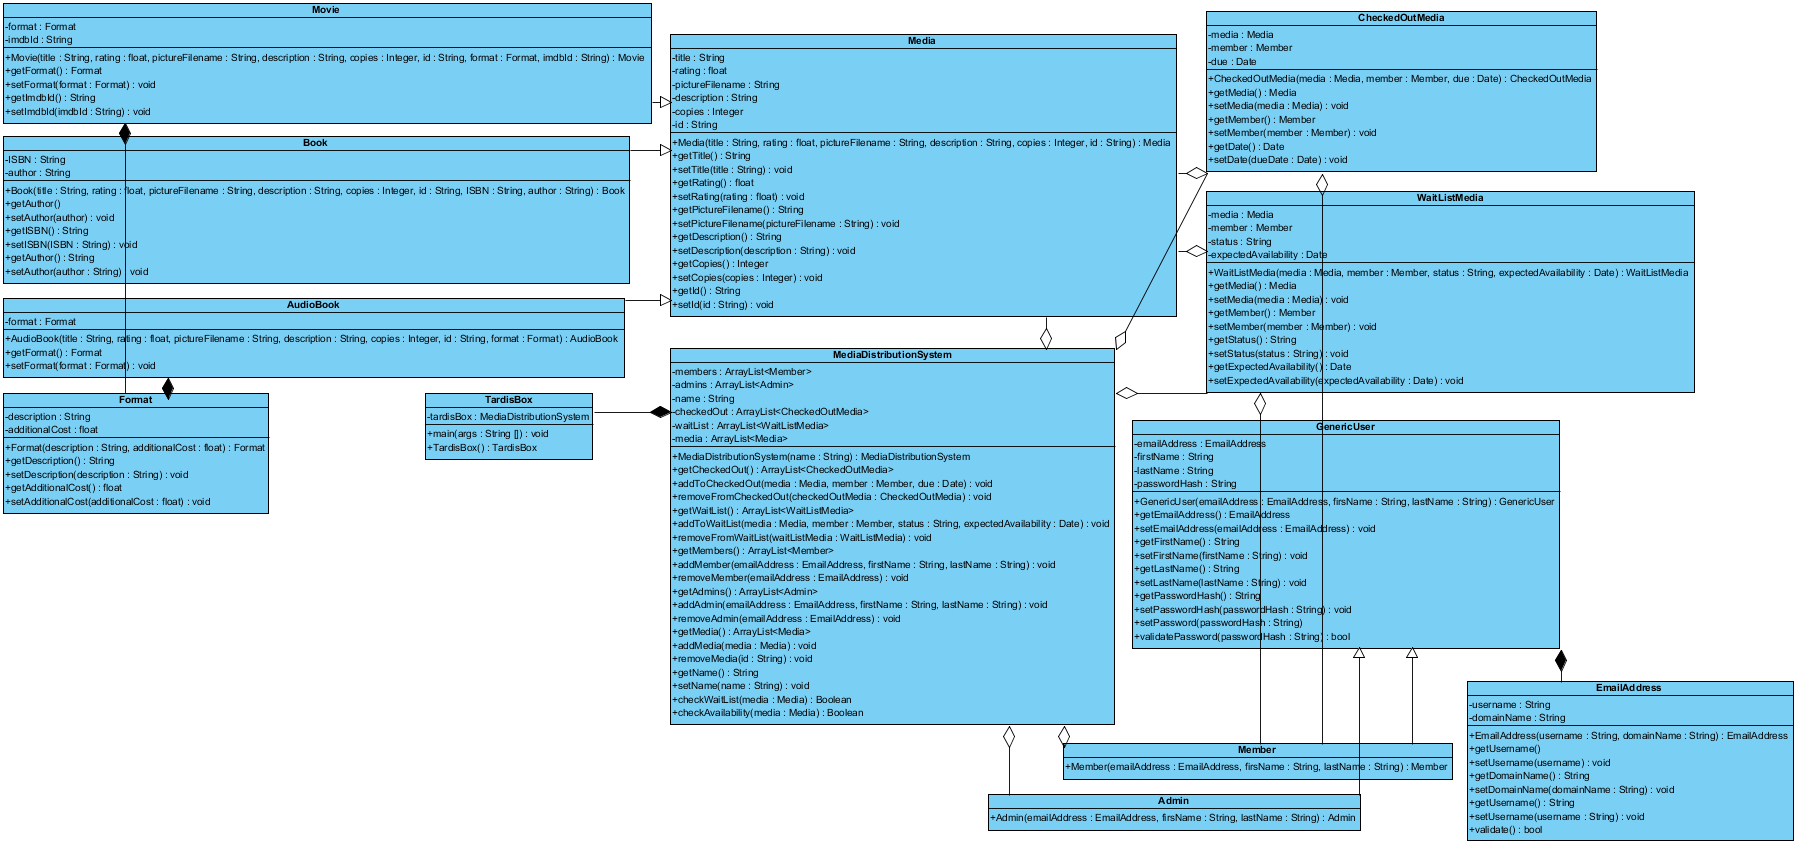 Movie
-format : Format
-imdbId : String
+Movie(title : String, rating : float, pictureFilename : String, description : String, copies : Integer, id : String, format : Format, imdbId : String) : Movie
+getFormat() : Format
+setFormat(format : Format) : void
+getImdbId() : String
+setImdbId(imdbId : String) : void
Book
-ISBN : String
-author : String
+Book(title : String, rating : float, pictureFilename : String, description : String, copies : Integer, id : String, ISBN : String, author : String) : Book
+getAuthor()
+setAuthor(author) : void
+getISBN() : String
+setISBN(ISBN : String) : void
+getAuthor() : String
+setAuthor(author : String) : void
AudioBook
-format : Format
+AudioBook(title : String, rating : float, pictureFilename : String, description : String, copies : Integer, id : String, format : Format) : AudioBook
+getFormat() : Format
+setFormat(format : Format) : void
Format
-description : String
-additionalCost : float
+Format(description : String, additionalCost : float) : Format
+getDescription() : String
+setDescription(description : String) : void
+getAdditionalCost() : float
+setAdditionalCost(additionalCost : float) : void
TardisBox
-tardisBox : MediaDistributionSystem
+main(args : String []) : void
+TardisBox() : TardisBox
Media
-title : String
-rating : float
-pictureFilename : String
-description : String
-copies : Integer
-id : String
+Media(title : String, rating : float, pictureFilename : String, description : String, copies : Integer, id : String) : Media
+getTitle() : String
+setTitle(title : String) : void
+getRating() : float
+setRating(rating : float) : void
+getPictureFilename() : String
+setPictureFilename(pictureFilename : String) : void
+getDescription() : String
+setDescription(description : String) : void
+getCopies() : Integer
+setCopies(copies : Integer) : void
+getId() : String
+setId(id : String) : void
MediaDistributionSystem
-members : ArrayList<Member>
-admins : ArrayList<Admin>
-name : String
-checkedOut : ArrayList<CheckedOutMedia>
-waitList : ArrayList<WaitListMedia>
-media : ArrayList<Media>
+MediaDistributionSystem(name : String) : MediaDistributionSystem
+getCheckedOut() : ArrayList<CheckedOutMedia>
+addToCheckedOut(media : Media, member : Member, due : Date) : void
+removeFromCheckedOut(checkedOutMedia : CheckedOutMedia) : void
+getWaitList() : ArrayList<WaitListMedia>
+addToWaitList(media : Media, member : Member, status : String, expectedAvailability : Date) : void
+removeFromWaitList(waitListMedia : WaitListMedia) : void
+getMembers() : ArrayList<Member>
+addMember(emailAddress : EmailAddress, firstName : String, lastName : String) : void
+removeMember(emailAddress : EmailAddress) : void
+getAdmins() : ArrayList<Admin>
+addAdmin(emailAddress : EmailAddress, firstName : String, lastName : String) : void
+removeAdmin(emailAddress : EmailAddress) : void
+getMedia() : ArrayList<Media>
+addMedia(media : Media) : void
+removeMedia(id : String) : void
+getName() : String
+setName(name : String) : void
+checkWaitList(media : Media) : Boolean
+checkAvailability(media : Media) : Boolean
CheckedOutMedia
-media : Media
-member : Member
-due : Date
+CheckedOutMedia(media : Media, member : Member, due : Date) : CheckedOutMedia
+getMedia() : Media
+setMedia(media : Media) : void
+getMember() : Member
+setMember(member : Member) : void
+getDate() : Date
+setDate(dueDate : Date) : void
WaitListMedia
-media : Media
-member : Member
-status : String
-expectedAvailability : Date
+WaitListMedia(media : Media, member : Member, status : String, expectedAvailability : Date) : WaitListMedia
+getMedia() : Media
+setMedia(media : Media) : void
+getMember() : Member
+setMember(member : Member) : void
+getStatus() : String
+setStatus(status : String) : void
+getExpectedAvailability() : Date
+setExpectedAvailability(expectedAvailability : Date) : void
GenericUser
-emailAddress : EmailAddress
-firstName : String
-lastName : String
-passwordHash : String
+GenericUser(emailAddress : EmailAddress, firsName : String, lastName : String) : GenericUser
+getEmailAddress() : EmailAddress
+setEmailAddress(emailAddress : EmailAddress) : void
+getFirstName() : String
+setFirstName(firstName : String) : void
+getLastName() : String
+setLastName(lastName : String) : void
+getPasswordHash() : String
+setPasswordHash(passwordHash : String) : void
+setPassword(passwordHash : String)
+validatePassword(passwordHash : String) : bool
EmailAddress
-username : String
-domainName : String
+EmailAddress(username : String, domainName : String) : EmailAddress
+getUsername()
+setUsername(username) : void
+getDomainName() : String
+setDomainName(domainName : String) : void
+getUsername() : String
+setUsername(username : String) : void
+validate() : bool
Member
+Member(emailAddress : EmailAddress, firsName : String, lastName : String) : Member
Admin
+Admin(emailAddress : EmailAddress, firsName : String, lastName : String) : Admin